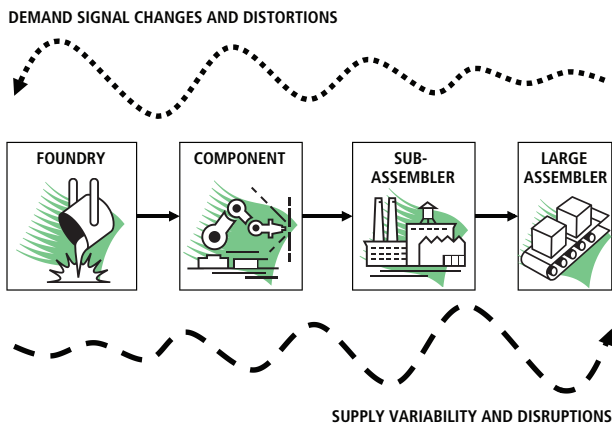 DEMAND SIGNAL CHANGES AND DISTORTIONS
FOUNDRY
COMPONENT
SUB-
ASSEMBLER
LARGE
ASSEMBLER
SUPPLY VARIABILITY AND DISRUPTIONS